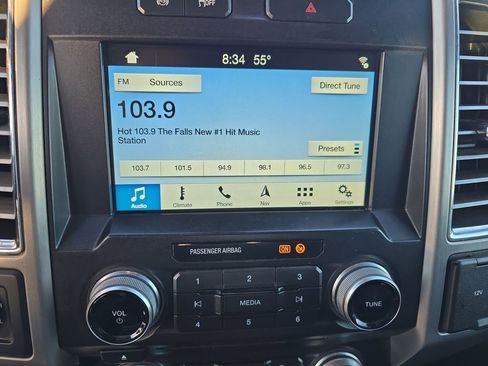 OFF
8:34 55°
FM Sources Direct Tune
103.9
Hot 103.9 The Falls New #1 Hit Music
Station
Presets
103.7 101.5 94.9 98.1 96.5 97.3
Audio Climate Phone Nav Apps Settings
PASSENGER AIRBAG ON
1 2 3
VOL MEDIA TUNE
4 5 6
12V